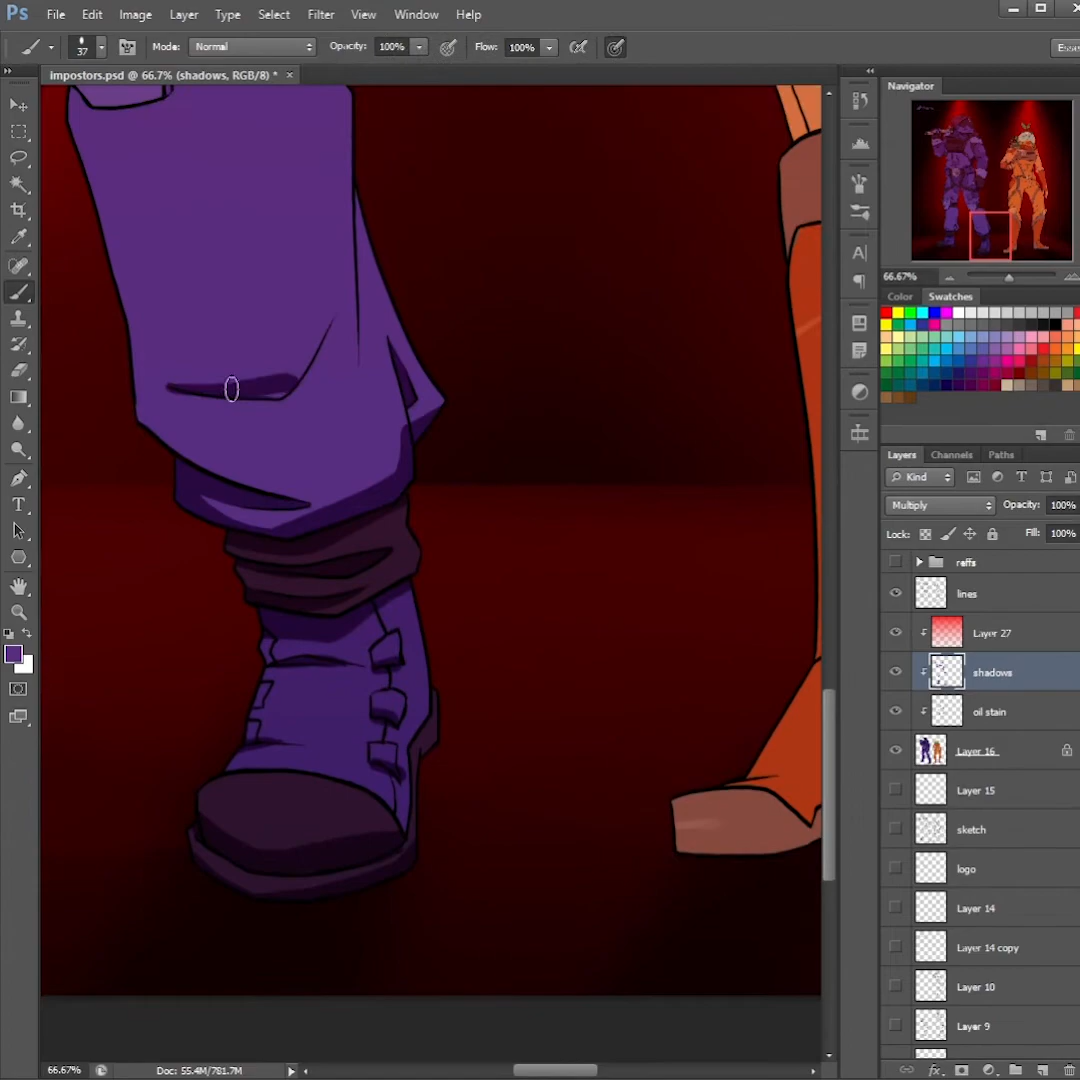 Ps File Edit Image Layer Type Select Filter View Window Help
37 Mode: Normal Opacity: 100% Flow: 100%
impostors.psd @ 66.7% (shadows, RGB/8) * ×
Navigator
66.67%
Color Swatches
Layers Channels Paths
Kind
Multiply Opacity: 100%
Lock: Fill: 100%
reffs
lines
Layer 27
shadows
oil stain
Layer 16
Layer 15
sketch
logo
Layer 14
Layer 14 copy
Layer 10
Layer 9
66.67% Doc: 55.4M/781.7M